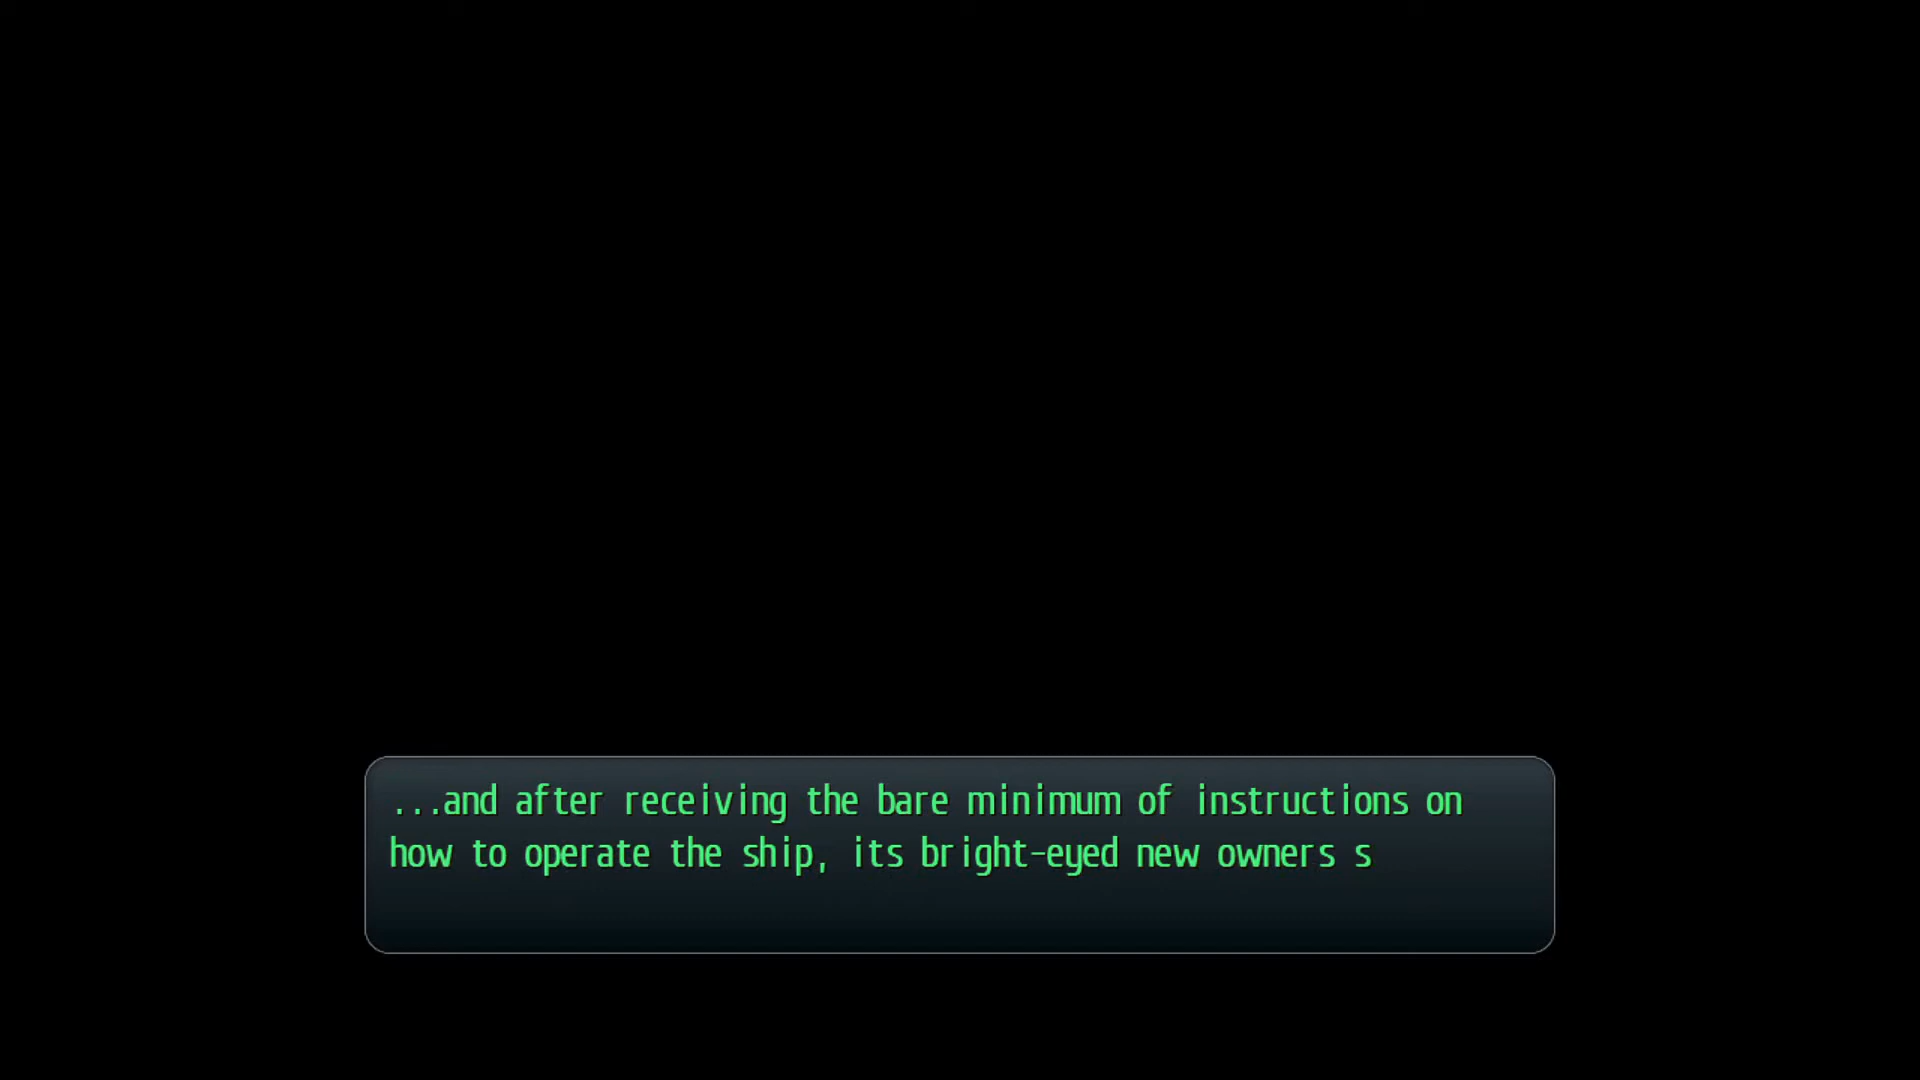 ...and after receiving the bare minimum of instructions on
how to operate the ship, its bright-eyed new owners s